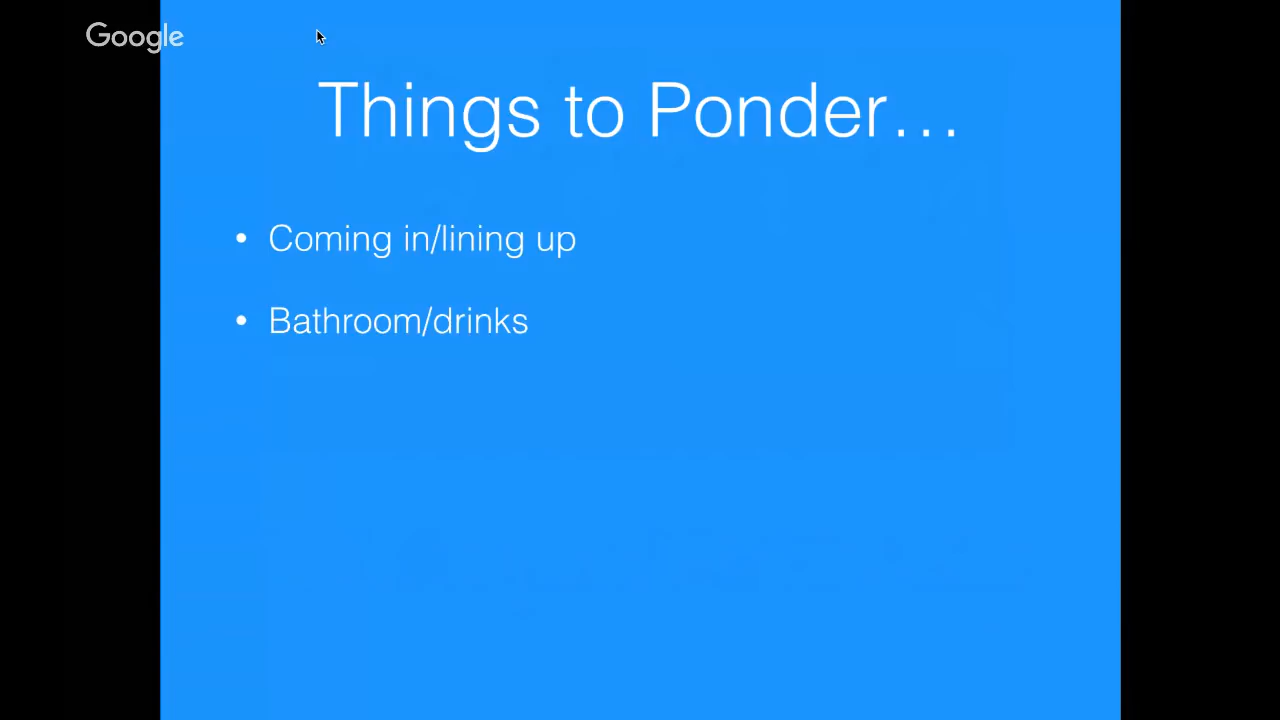 Google
Things to Ponder…
• Coming in/lining up
• Bathroom/drinks